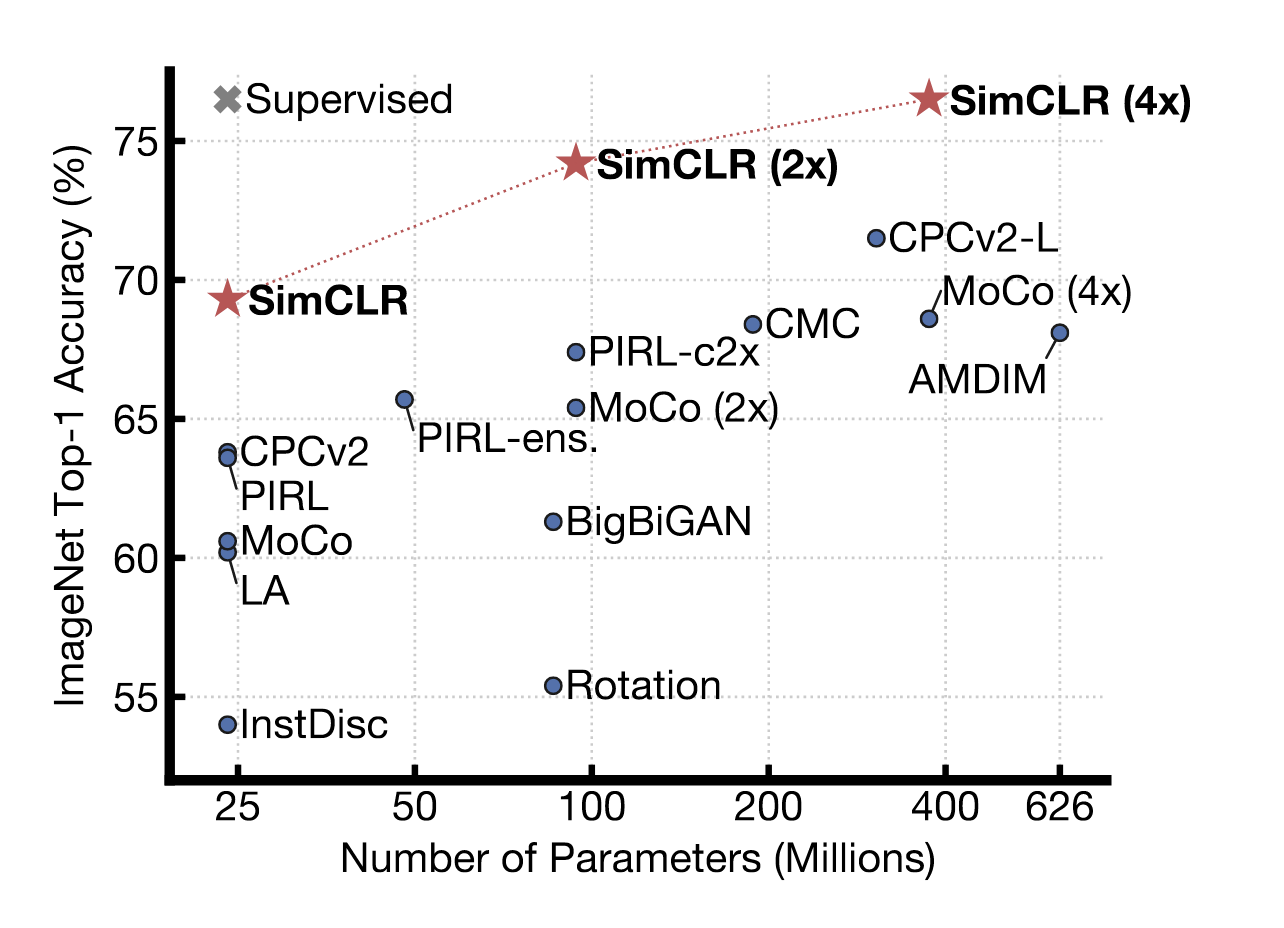 Supervised
SimCLR (4x)
75
SimCLR (2x)
CPCv2-L
70
MoCo (4x)
SimCLR
CMC
PIRL-c2x
AMDIM
MoCo (2x)
65
PIRL-ens.
CPCv2
PIRL
BigBiGAN
MoCo
60
LA
Rotation
55
InstDisc
25 50 100 200 400 626
Number of Parameters (Millions)
ImageNet Top-1 Accuracy (%)